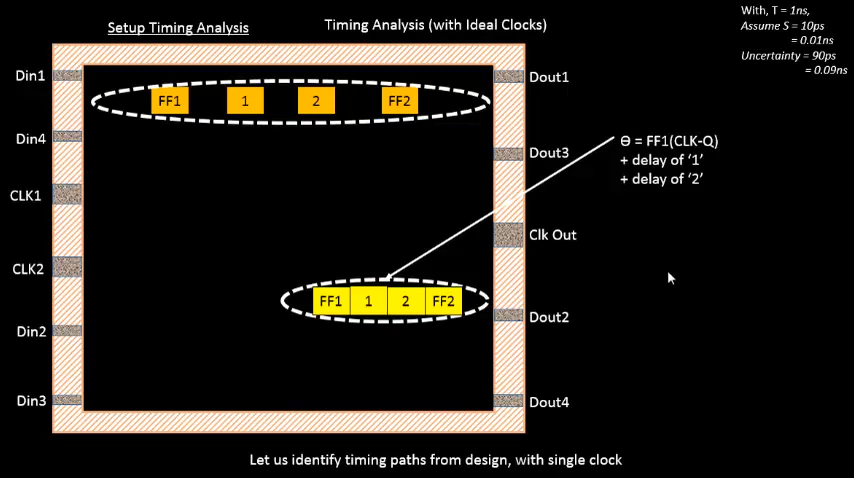 Setup Timing Analysis
Timing Analysis (with Ideal Clocks)
With, T = 1ns,
Assume S = 10ps
= 0.01ns
Uncertainty = 90ps
= 0.09ns
Din1
Dout1
FF1
1
2
FF2
Din4
Dout3
Ɵ = FF1(CLK-Q)
+ delay of ‘1’
+ delay of ‘2’
CLK1
Clk Out
CLK2
FF1
1
2
FF2
Din2
Dout2
Din3
Dout4
Let us identify timing paths from design, with single clock